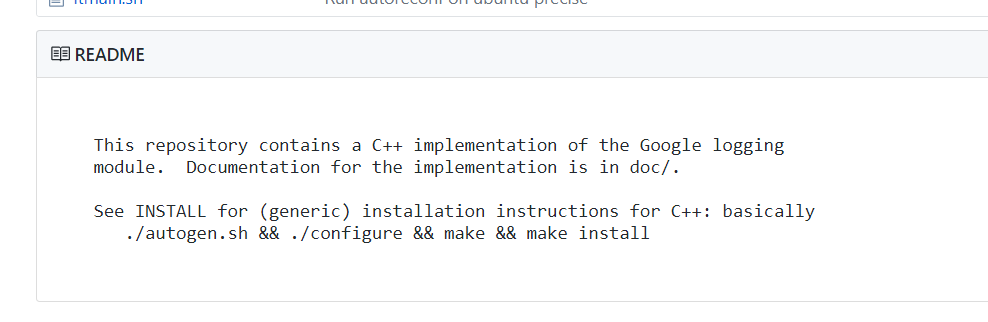 ltmain.sh Run autoreconf on ubuntu precise
README
This repository contains a C++ implementation of the Google logging
module.  Documentation for the implementation is in doc/.
See INSTALL for (generic) installation instructions for C++: basically
./autogen.sh && ./configure && make && make install